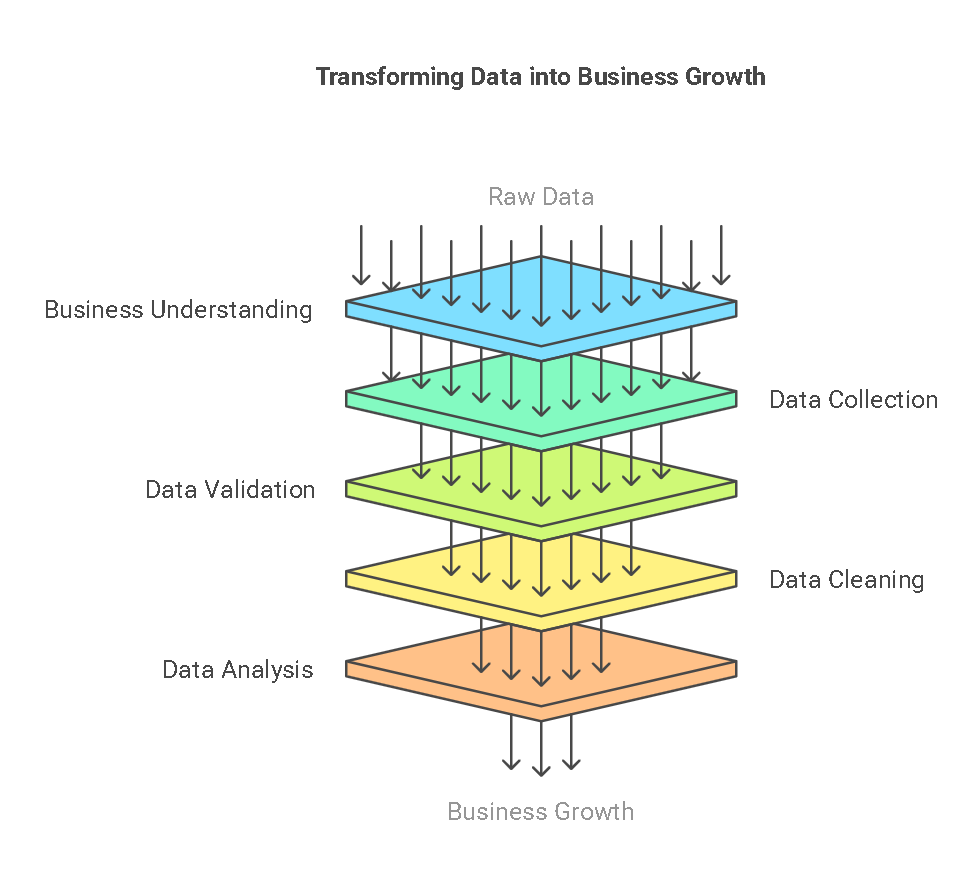 Transforming Data into Business Growth
Raw Data
Business Understanding
Data Collection
Data Validation
Data Cleaning
Data Analysis
Business Growth